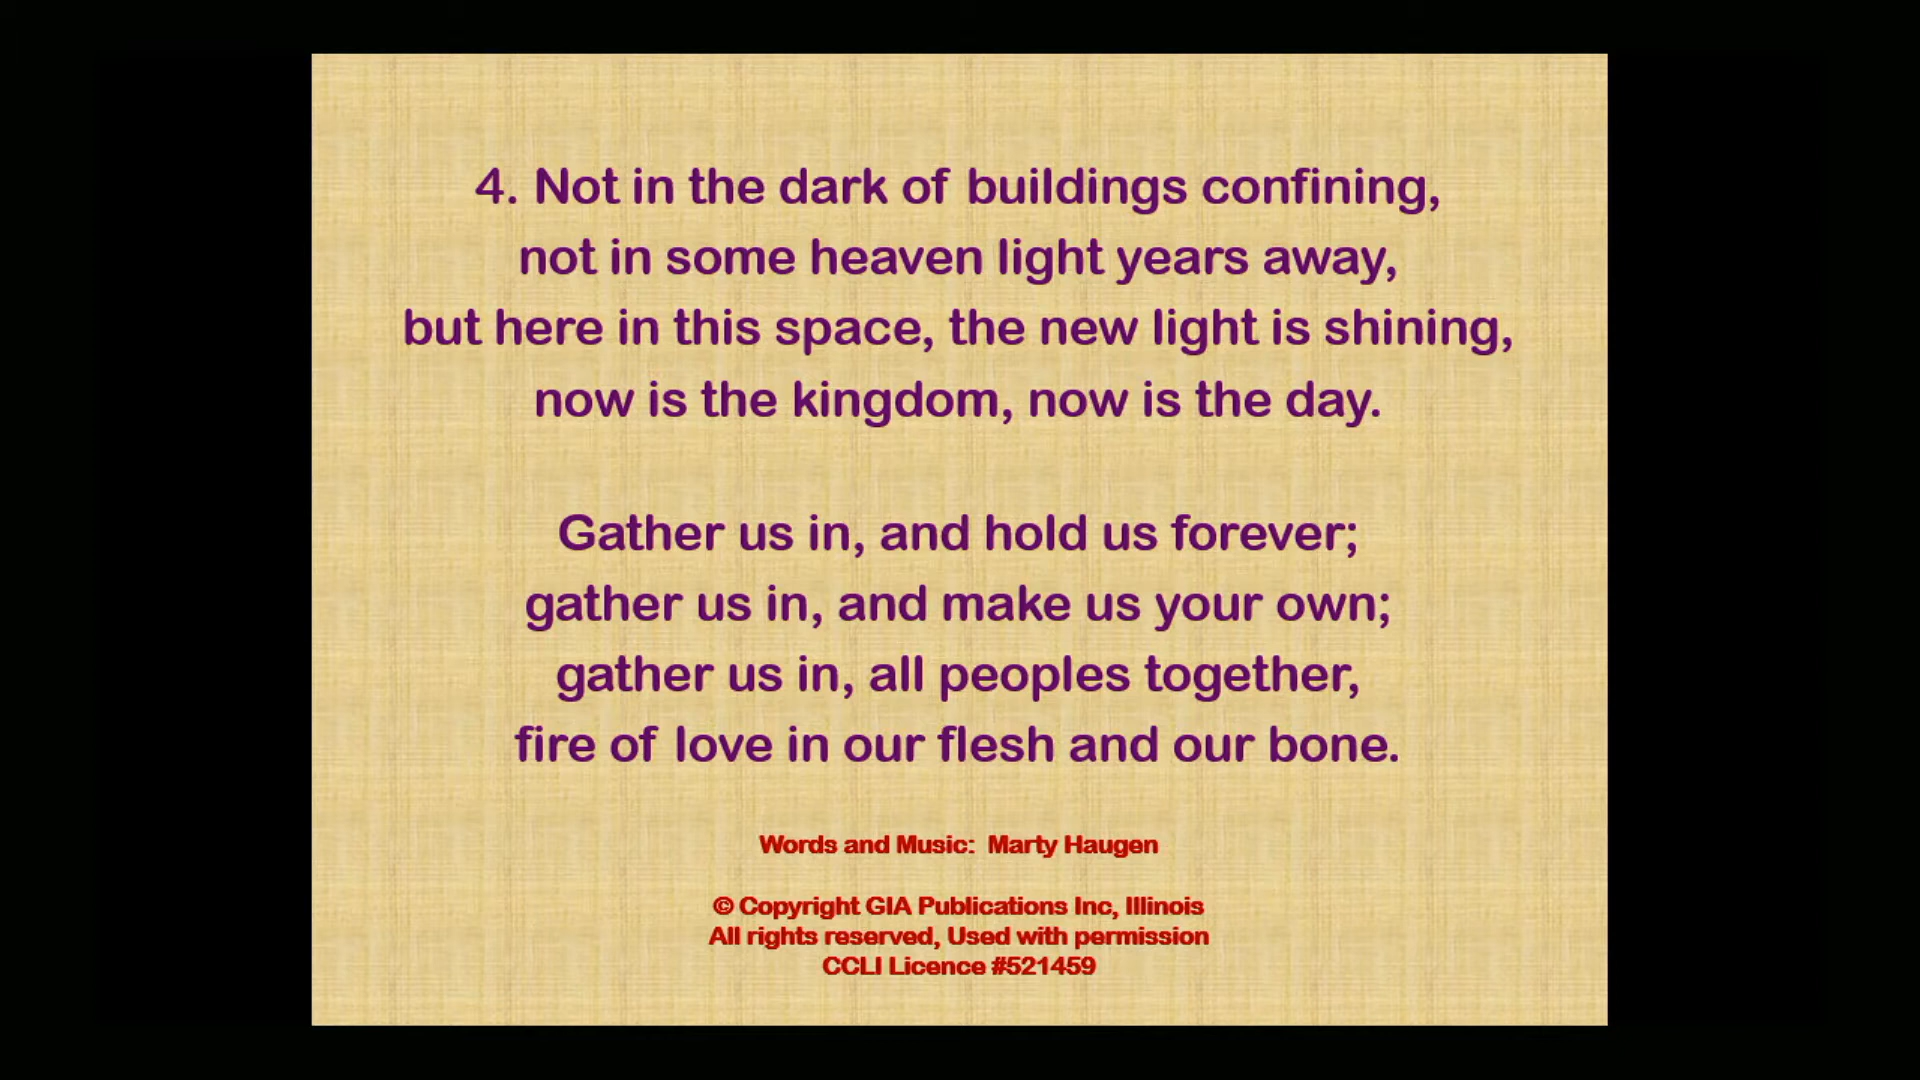 4. Not in the dark of buildings confining,
not in some heaven light years away,
but here in this space, the new light is shining,
now is the kingdom, now is the day.
Gather us in, and hold us forever;
gather us in, and make us your own;
gather us in, all peoples together,
fire of love in our flesh and our bone.
Words and Music:  Marty Haugen
© Copyright GIA Publications Inc, Illinois
All rights reserved, Used with permission
CCLI Licence #521459